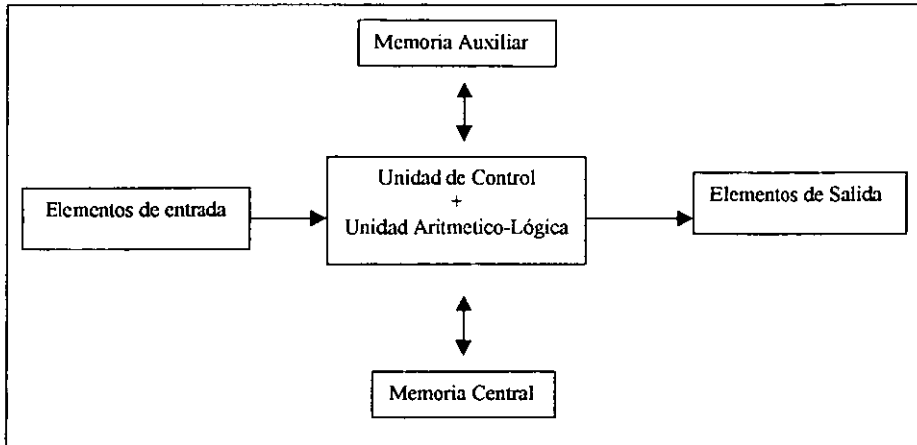 Memoria Auxiliar
Elementos de entrada
Unidad de Control
+
Unidad Aritmetico-Lógica
Elementos de Salida
Memoria Central